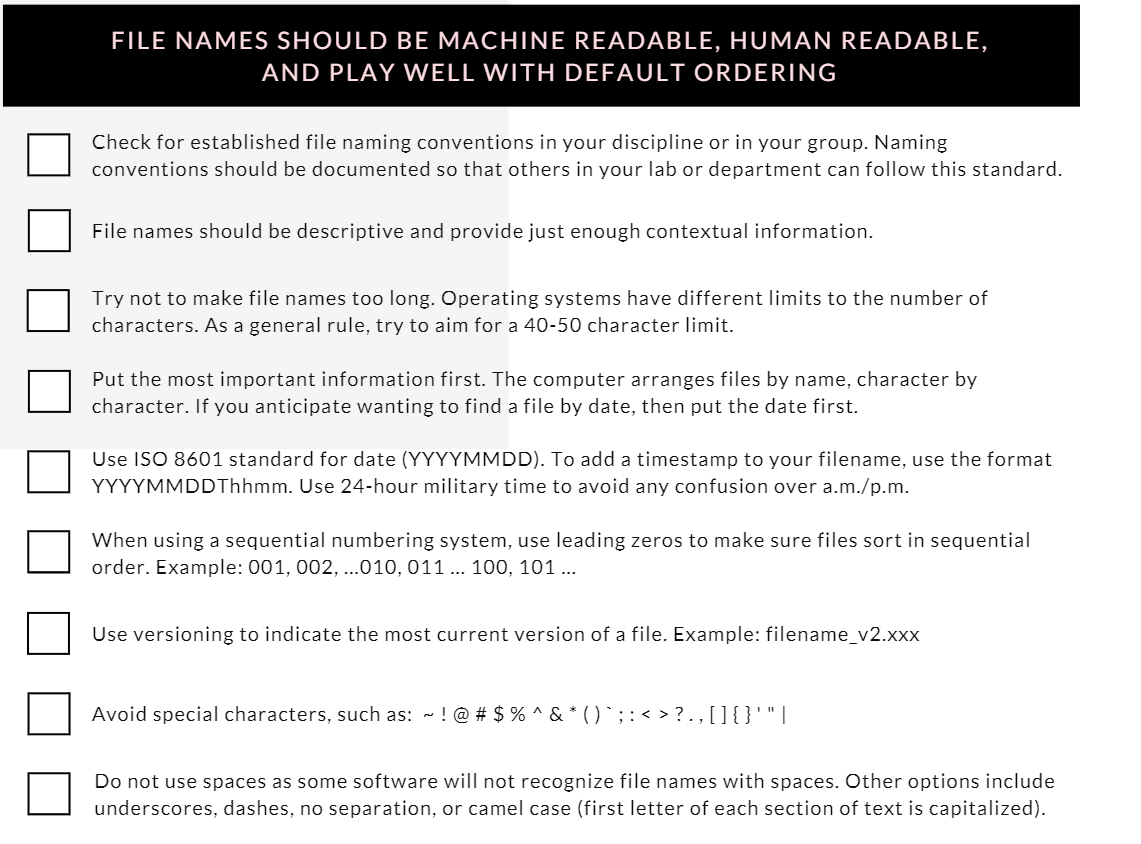 FILE NAMES SHOULD BE MACHINE READABLE, HUMAN READABLE,
AND PLAY WELL WITH DEFAULT ORDERING
Check for established file naming conventions in your discipline or in your group. Naming
conventions should be documented so that others in your lab or department can follow this standard.
File names should be descriptive and provide just enough contextual information.
Try not to make file names too long. Operating systems have different limits to the number of
characters. As a general rule, try to aim for a 40-50 character limit.
Put the most important information first. The computer arranges files by name, character by
character. If you anticipate wanting to find a file by date, then put the date first.
Use ISO 8601 standard for date (YYYYMMDD). To add a timestamp to your filename, use the format
YYYYMMDDThhmm. Use 24-hour military time to avoid any confusion over a.m./p.m.
When using a sequential numbering system, use leading zeros to make sure files sort in sequential
order. Example: 001, 002, ...010, 011 ... 100, 101 ...
Use versioning to indicate the most current version of a file. Example: filename_v2.xxx
Avoid special characters, such as: ~ ! @ # $ % ^ & * ( ) ` ; : < > ? . , [ ] { } ' " |
Do not use spaces as some software will not recognize file names with spaces. Other options include
underscores, dashes, no separation, or camel case (first letter of each section of text is capitalized).